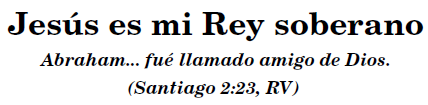 Jesús es mi Rey soberano
Abraham... fué llamado amigo de Dios.
(Santiago 2:23, RV)